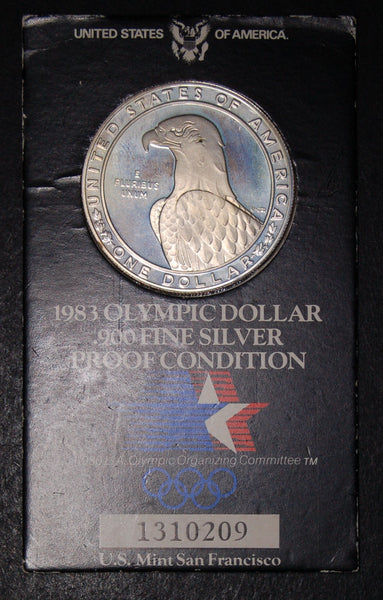 UNITED STATES OF AMERICA.
UNITED STATES OF AMERICA
E
PLURIBUS
UNUM
ONE DOLLAR
1983 OLYMPIC DOLLAR
.900 FINE SILVER
PROOF CONDITION
Olympic Organizing Committee TM
1310209
U.S. Mint San Francisco